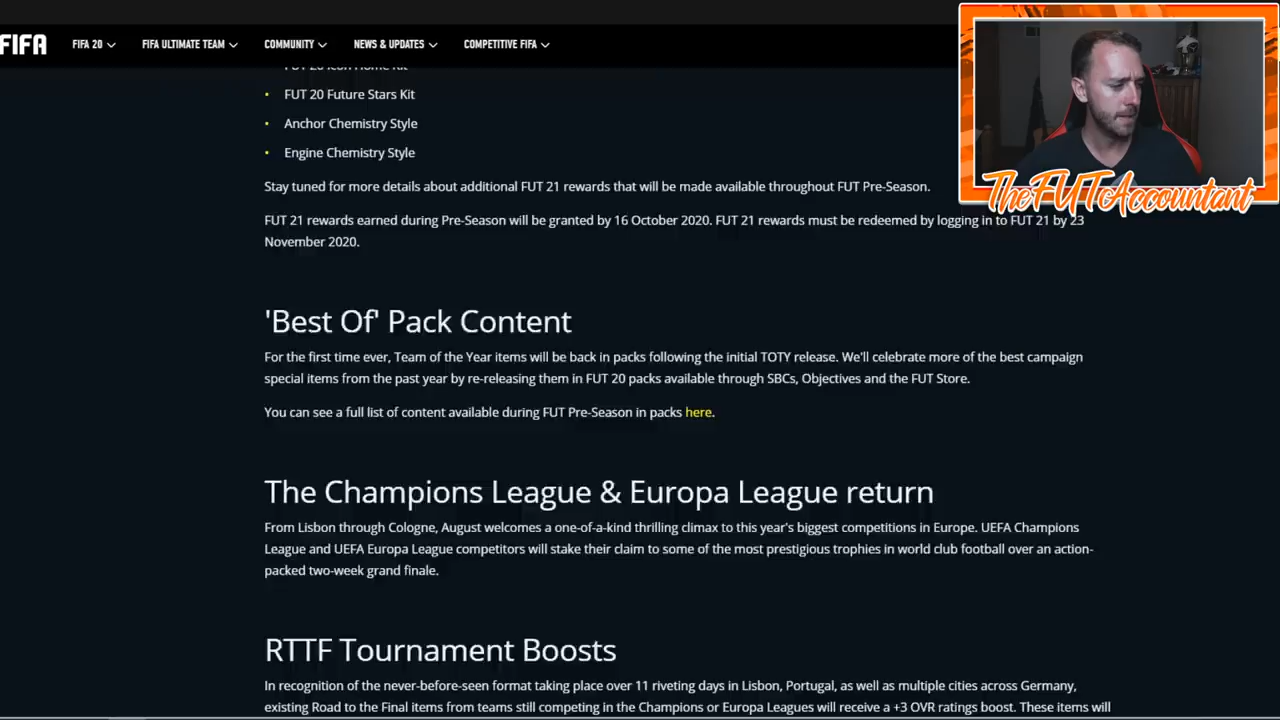 FIFA
FIFA 20
FIFA ULTIMATE TEAM
COMMUNITY
NEWS & UPDATES
COMPETITIVE FIFA
FUT 20 Icon Home Kit
FUT 20 Future Stars Kit
Anchor Chemistry Style
Engine Chemistry Style
TheFUTAccountant
Stay tuned for more details about additional FUT 21 rewards that will be made available throughout FUT Pre-Season.
FUT 21 rewards earned during Pre-Season will be granted by 16 October 2020. FUT 21 rewards must be redeemed by logging in to FUT 21 by 23
November 2020.
'Best Of' Pack Content
For the first time ever, Team of the Year items will be back in packs following the initial TOTY release. We'll celebrate more of the best campaign
special items from the past year by re-releasing them in FUT 20 packs available through SBCs, Objectives and the FUT Store.
You can see a full list of content available during FUT Pre-Season in packs here.
The Champions League & Europa League return
From Lisbon through Cologne, August welcomes a one-of-a-kind thrilling climax to this year's biggest competitions in Europe. UEFA Champions
League and UEFA Europa League competitors will stake their claim to some of the most prestigious trophies in world club football over an action-
packed two-week grand finale.
RTTF Tournament Boosts
In recognition of the never-before-seen format taking place over 11 riveting days in Lisbon, Portugal, as well as multiple cities across Germany,
existing Road to the Final items from teams still competing in the Champions or Europa Leagues will receive a +3 OVR ratings boost. These items will